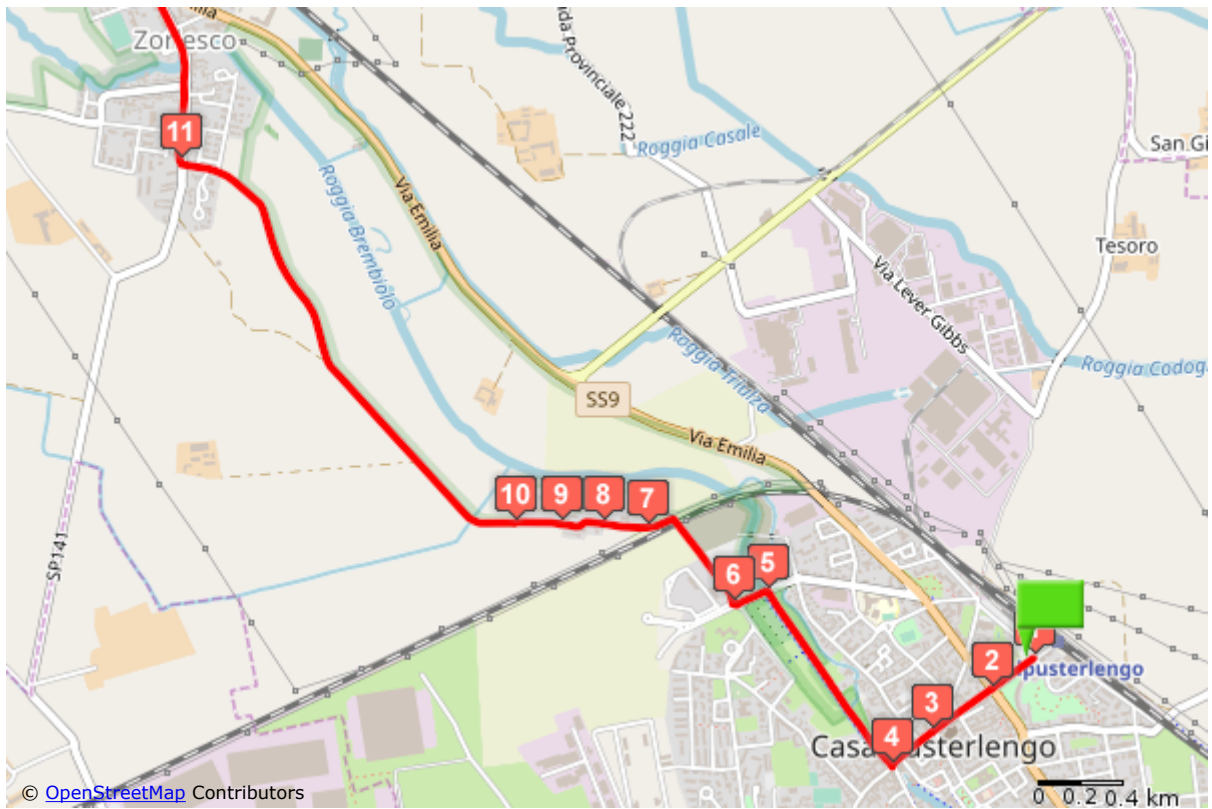 Zorlesco
11
Strada Provinciale 222
Roggia Casale
San Gi
Via Emilia
Roggia Brembiolo
Tesoro
Via Lever Gibbs
Roggia Triulza
Roggia Codog
SS9
Via Emilia
10 9 8 7
SP141
6 5
2
pusterlengo
3
4
Casalpusterlengo
0 0.2 0.4 km
© OpenStreetMap Contributors